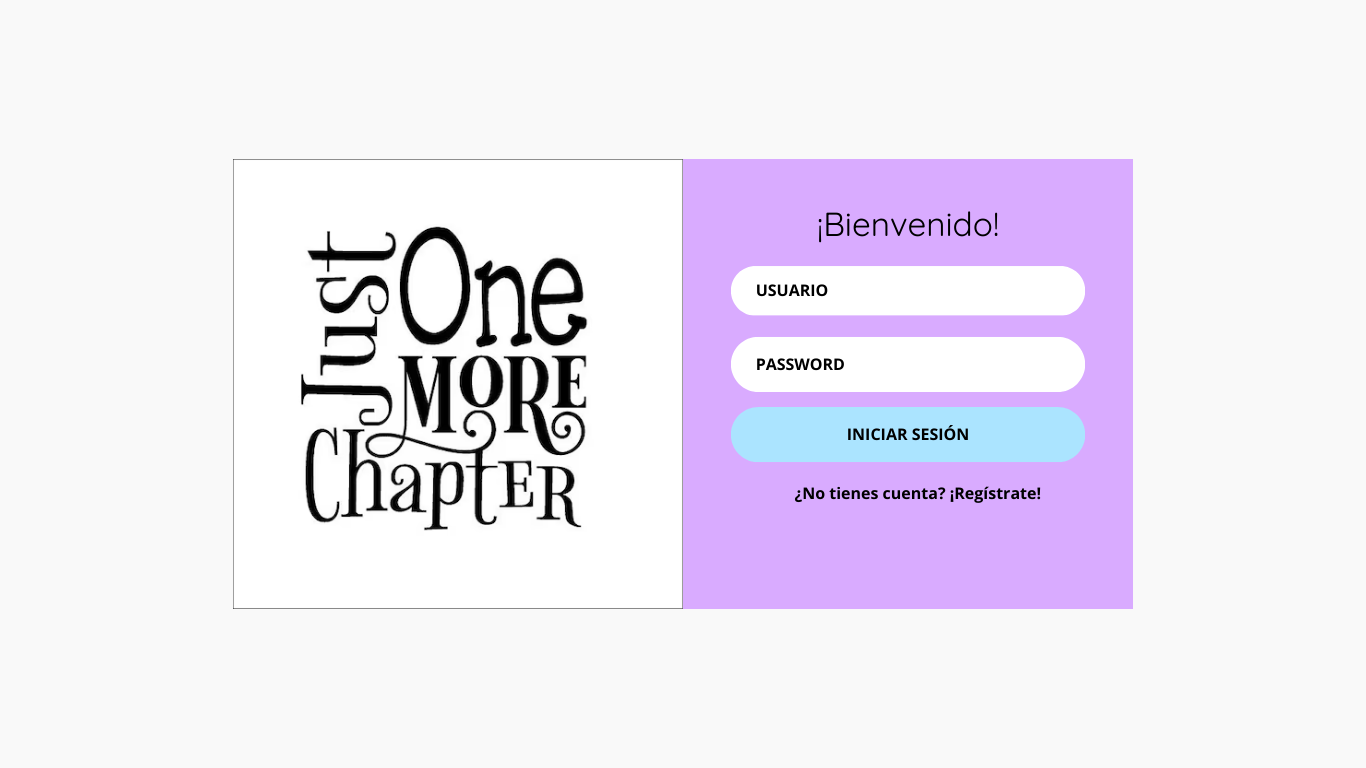 Just
One
MORE
ChaptER
¡Bienvenido!
USUARIO
PASSWORD
INICIAR SESIÓN
¿No tienes cuenta? ¡Regístrate!